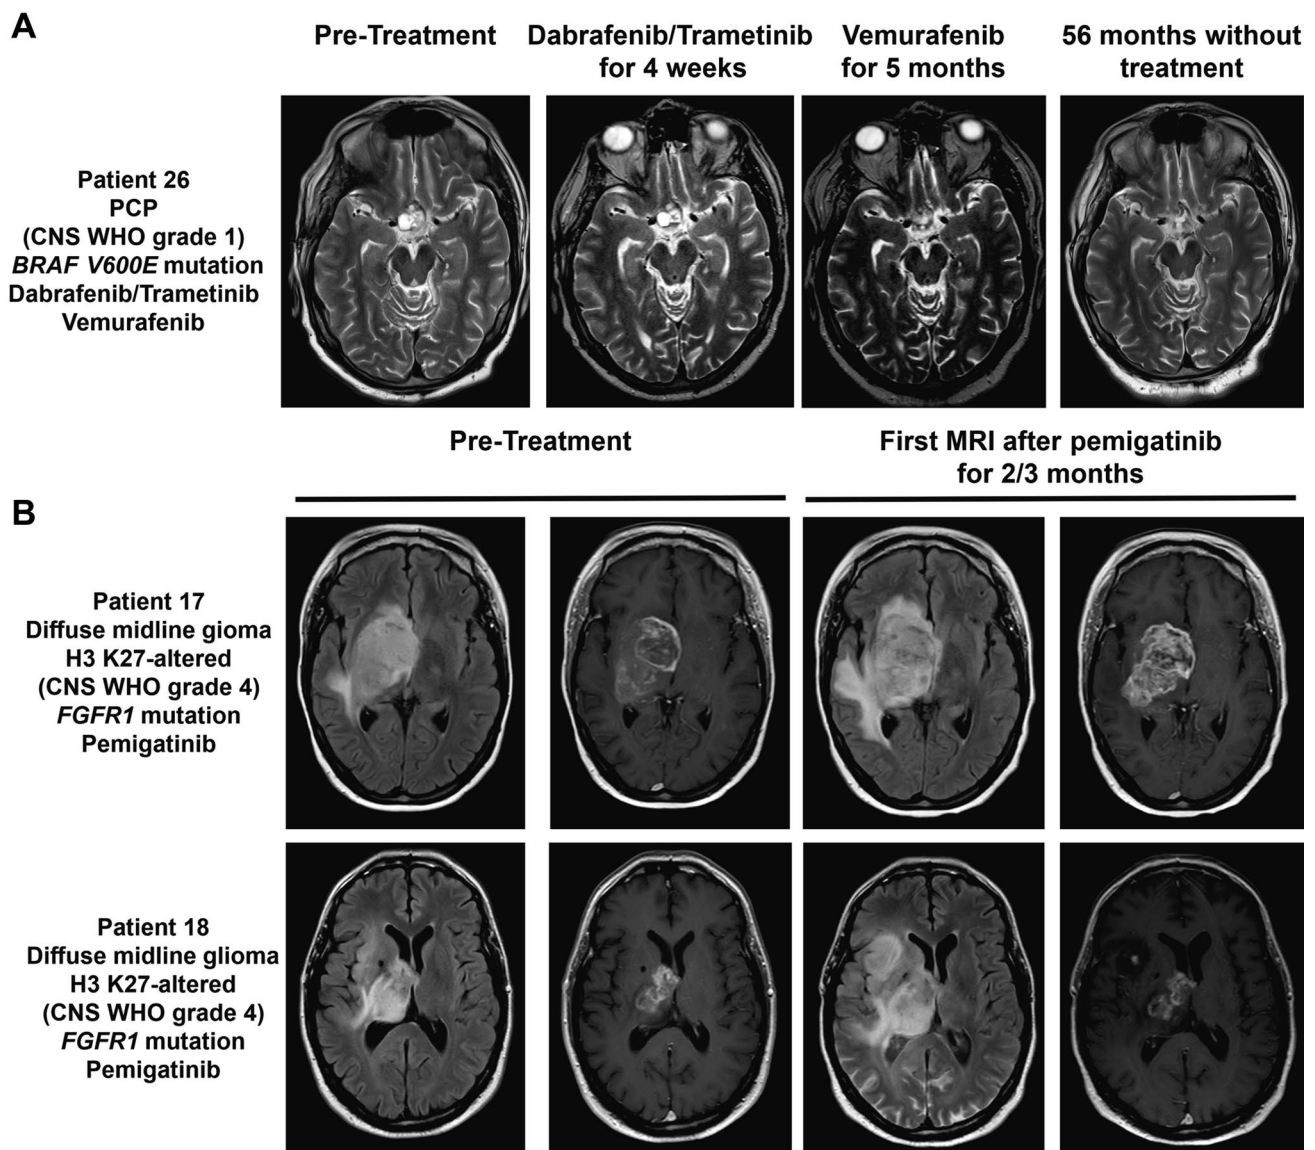 A
Pre-Treatment
Dabrafenib/Trametinib
for 4 weeks
Vemurafenib
for 5 months
56 months without
treatment
Patient 26
PCP
(CNS WHO grade 1)
BRAF V600E mutation
Dabrafenib/Trametinib
Vemurafenib
Pre-Treatment
First MRI after pemigatinib
for 2/3 months
B
Patient 17
Diffuse midline gioma
H3 K27-altered
(CNS WHO grade 4)
FGFR1 mutation
Pemigatinib
Patient 18
Diffuse midline glioma
H3 K27-altered
(CNS WHO grade 4)
FGFR1 mutation
Pemigatinib